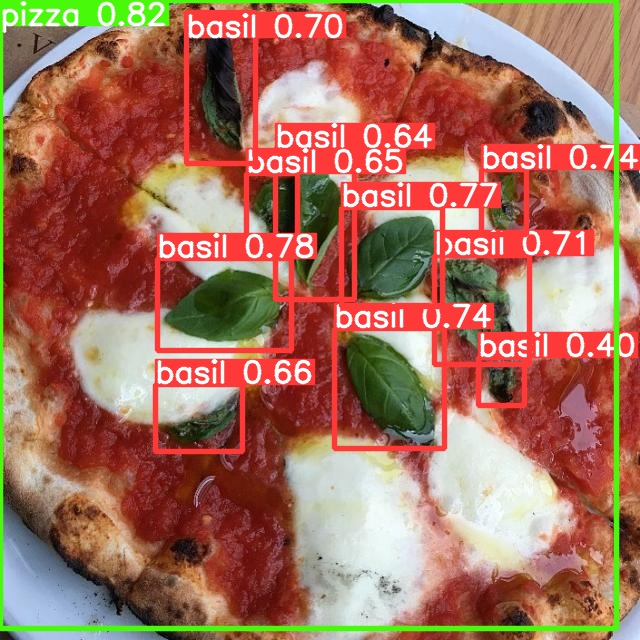 pizza 0.82
basil 0.70
basil 0.64
basil 0.65
basil 0.74
basil 0.77
basil 0.78
basil 0.71
basil 0.74
basil 0.40
basil 0.66